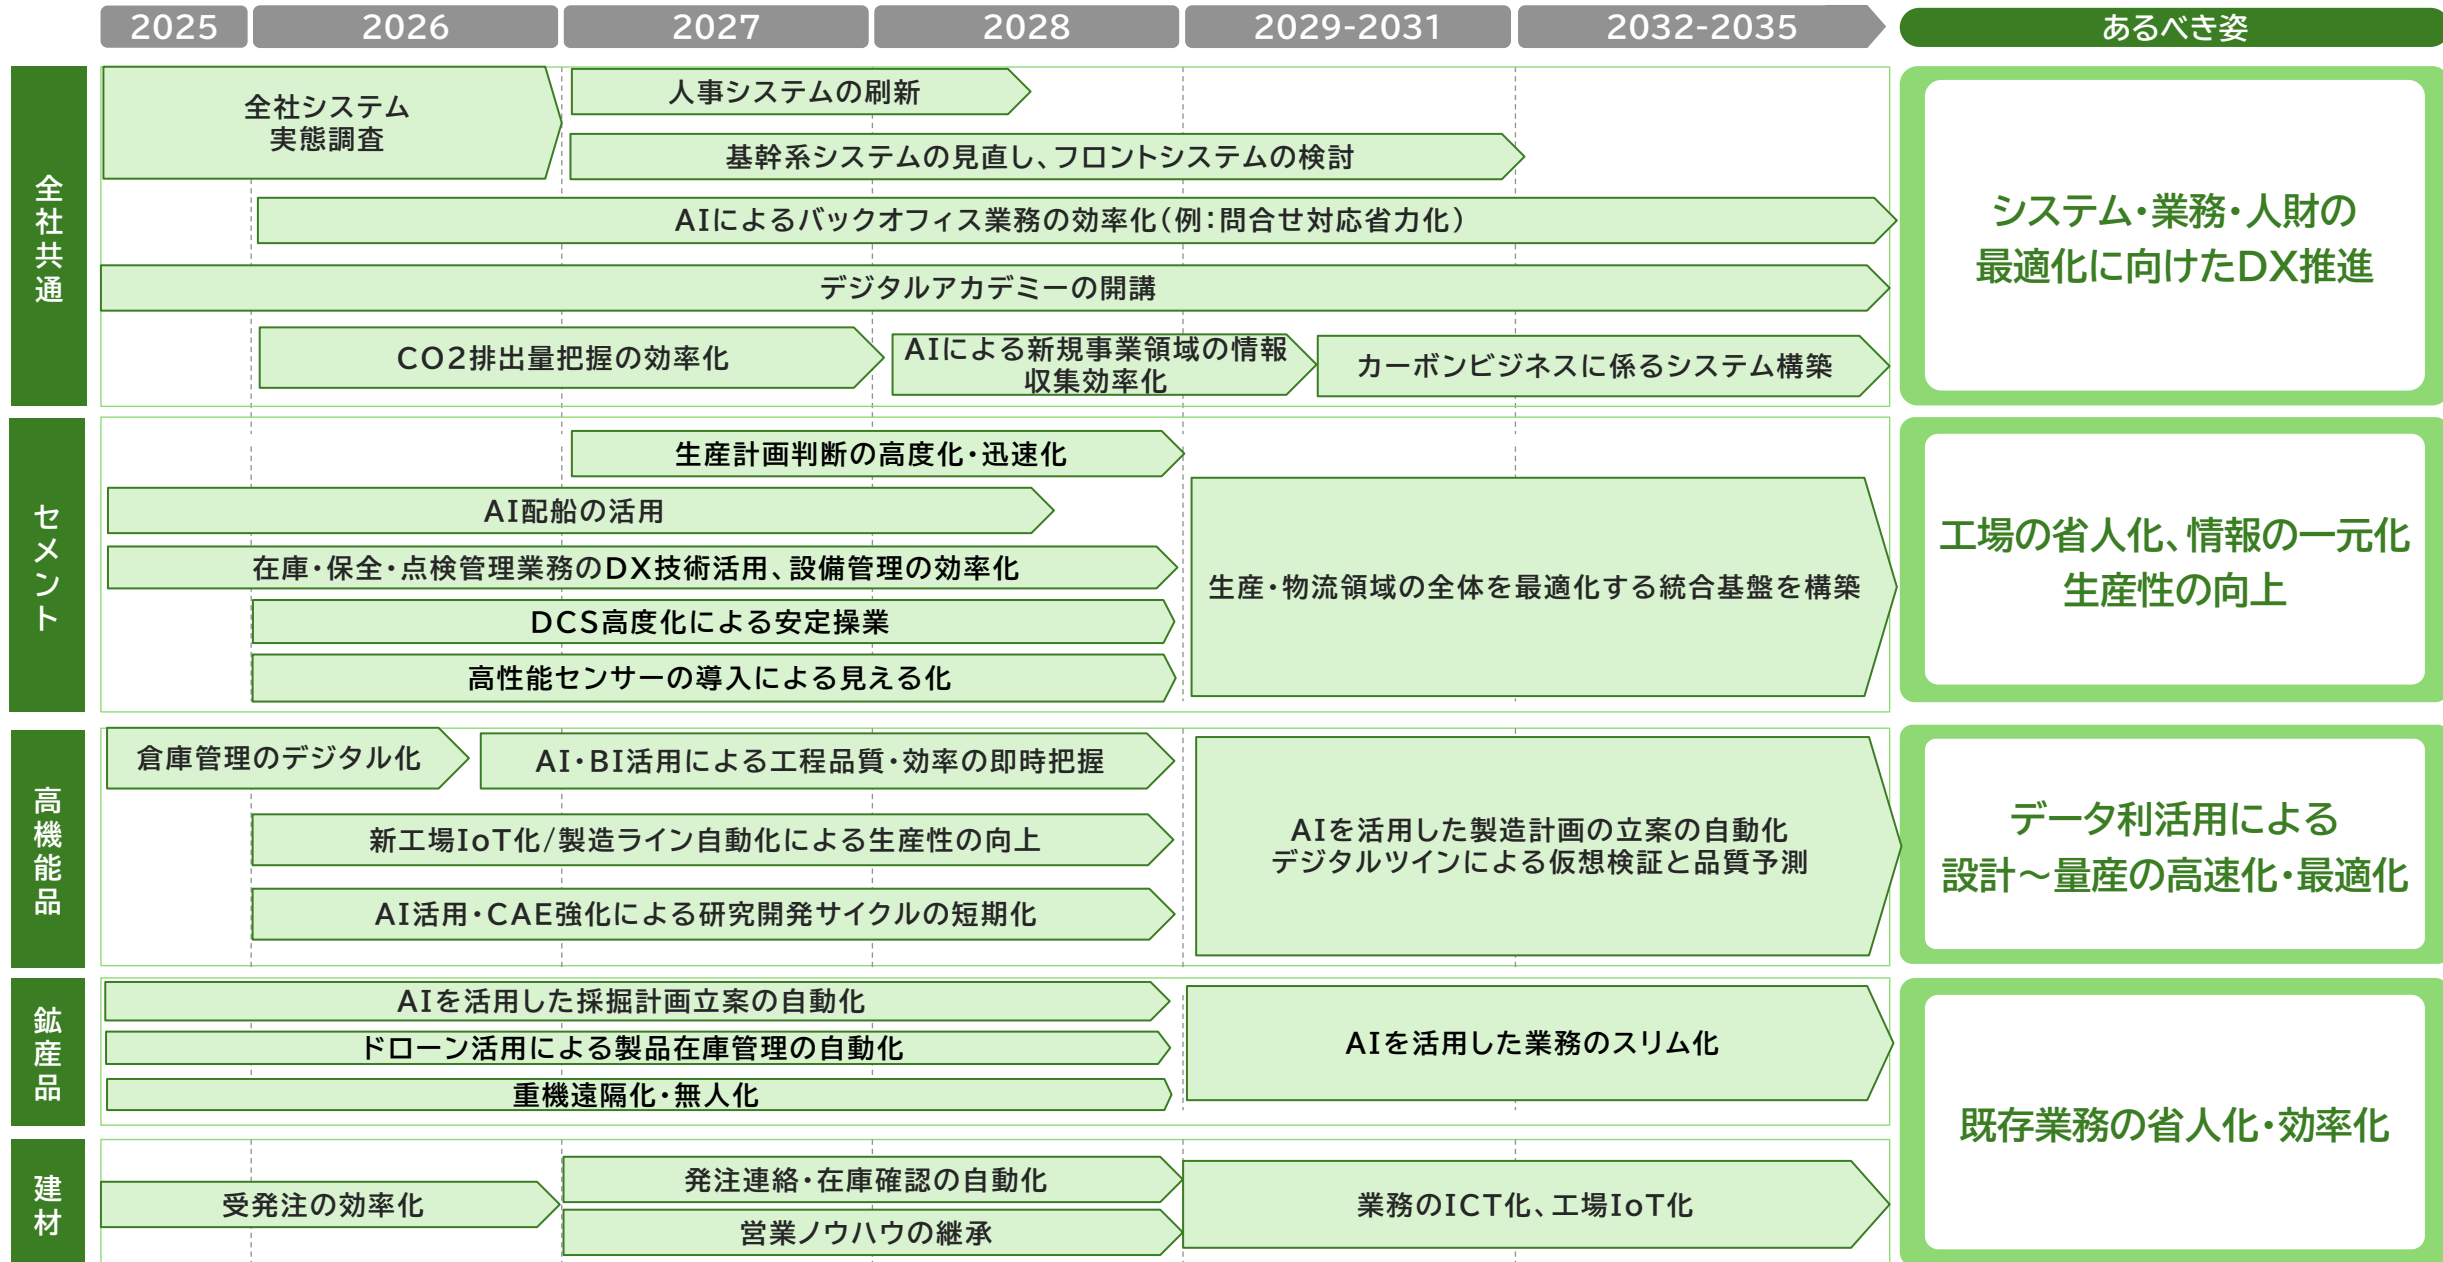 2025
2026
2027
2028
2029-2031
2032-2035
あるべき姿
全社共通
全社システム
実態調査
人事システムの刷新
基幹系システムの見直し、フロントシステムの検討
AIによるバックオフィス業務の効率化(例:問合せ対応省力化)
デジタルアカデミーの開講
CO2排出量把握の効率化
AIによる新規事業領域の情報
収集効率化
カーボンビジネスに係るシステム構築
システム・業務・人財の
最適化に向けたDX推進
セメント
生産計画判断の高度化・迅速化
AI配船の活用
在庫・保全・点検管理業務のDX技術活用、設備管理の効率化
DCS高度化による安定操業
高性能センサーの導入による見える化
生産・物流領域の全体を最適化する統合基盤を構築
工場の省人化、情報の一元化
生産性の向上
高機能品
倉庫管理のデジタル化
AI・BI活用による工程品質・効率の即時把握
新工場IoT化/製造ライン自動化による生産性の向上
AI活用・CAE強化による研究開発サイクルの短期化
AIを活用した製造計画の立案の自動化
デジタルツインによる仮想検証と品質予測
データ利活用による
設計～量産の高速化・最適化
鉱産品
AIを活用した採掘計画立案の自動化
ドローン活用による製品在庫管理の自動化
重機遠隔化・無人化
AIを活用した業務のスリム化
既存業務の省人化・効率化
建材
受発注の効率化
発注連絡・在庫確認の自動化
営業ノウハウの継承
業務のICT化、工場IoT化